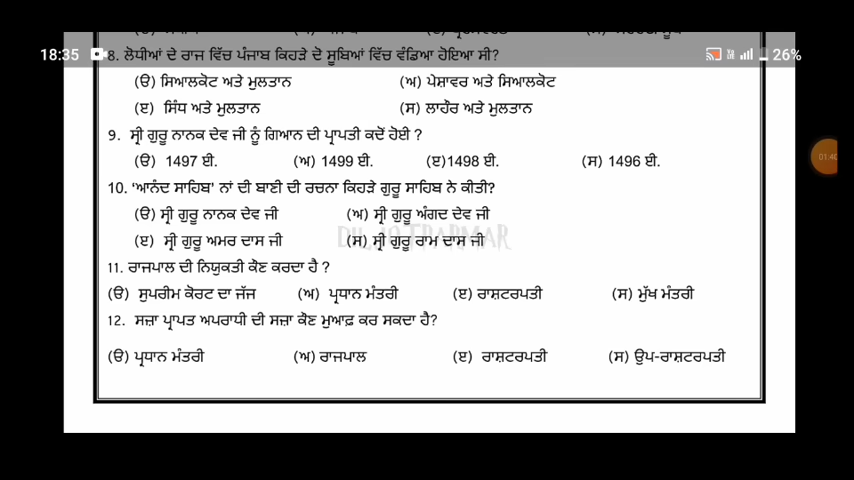 18:35
26%
8. ਲੋਧੀਆਂ ਦੇ ਰਾਜ ਵਿੱਚ ਪੰਜਾਬ ਕਿਹੜੇ ਦੋ ਸੂਬਿਆਂ ਵਿੱਚ ਵੰਡਿਆ ਹੋਇਆ ਸੀ?
(ੳ) ਸਿਆਲਕੋਟ ਅਤੇ ਮੁਲਤਾਨ (ਅ) ਪੇਸ਼ਾਵਰ ਅਤੇ ਸਿਆਲਕੋਟ
(ੲ) ਸਿੰਧ ਅਤੇ ਮੁਲਤਾਨ (ਸ) ਲਾਹੌਰ ਅਤੇ ਮੁਲਤਾਨ
9. ਸ੍ਰੀ ਗੁਰੂ ਨਾਨਕ ਦੇਵ ਜੀ ਨੂੰ ਗਿਆਨ ਦੀ ਪ੍ਰਾਪਤੀ ਕਦੋਂ ਹੋਈ ?
(ੳ) 1497 ਈ. (ਅ) 1499 ਈ. (ੲ)1498 ਈ. (ਸ) 1496 ਈ.
01:40
10. 'ਆਨੰਦ ਸਾਹਿਬ' ਨਾਂ ਦੀ ਬਾਣੀ ਦੀ ਰਚਨਾ ਕਿਹੜੇ ਗੁਰੂ ਸਾਹਿਬ ਨੇ ਕੀਤੀ?
(ੳ) ਸ੍ਰੀ ਗੁਰੂ ਨਾਨਕ ਦੇਵ ਜੀ (ਅ) ਸ੍ਰੀ ਗੁਰੂ ਅੰਗਦ ਦੇਵ ਜੀ
(ੲ) ਸ੍ਰੀ ਗੁਰੂ ਅਮਰ ਦਾਸ ਜੀ (ਸ) ਸ੍ਰੀ ਗੁਰੂ ਰਾਮ ਦਾਸ ਜੀ
11. ਰਾਜਪਾਲ ਦੀ ਨਿਯੁਕਤੀ ਕੌਣ ਕਰਦਾ ਹੈ ?
(ੳ) ਸੁਪਰੀਮ ਕੋਰਟ ਦਾ ਜੱਜ (ਅ) ਪ੍ਰਧਾਨ ਮੰਤਰੀ (ੲ) ਰਾਸ਼ਟਰਪਤੀ (ਸ) ਮੁੱਖ ਮੰਤਰੀ
12. ਸਜ਼ਾ ਪ੍ਰਾਪਤ ਅਪਰਾਧੀ ਦੀ ਸਜ਼ਾ ਕੌਣ ਮੁਆਫ਼ ਕਰ ਸਕਦਾ ਹੈ?
(ੳ) ਪ੍ਰਧਾਨ ਮੰਤਰੀ (ਅ) ਰਾਜਪਾਲ (ੲ) ਰਾਸ਼ਟਰਪਤੀ (ਸ) ਉਪ-ਰਾਸ਼ਟਰਪਤੀ